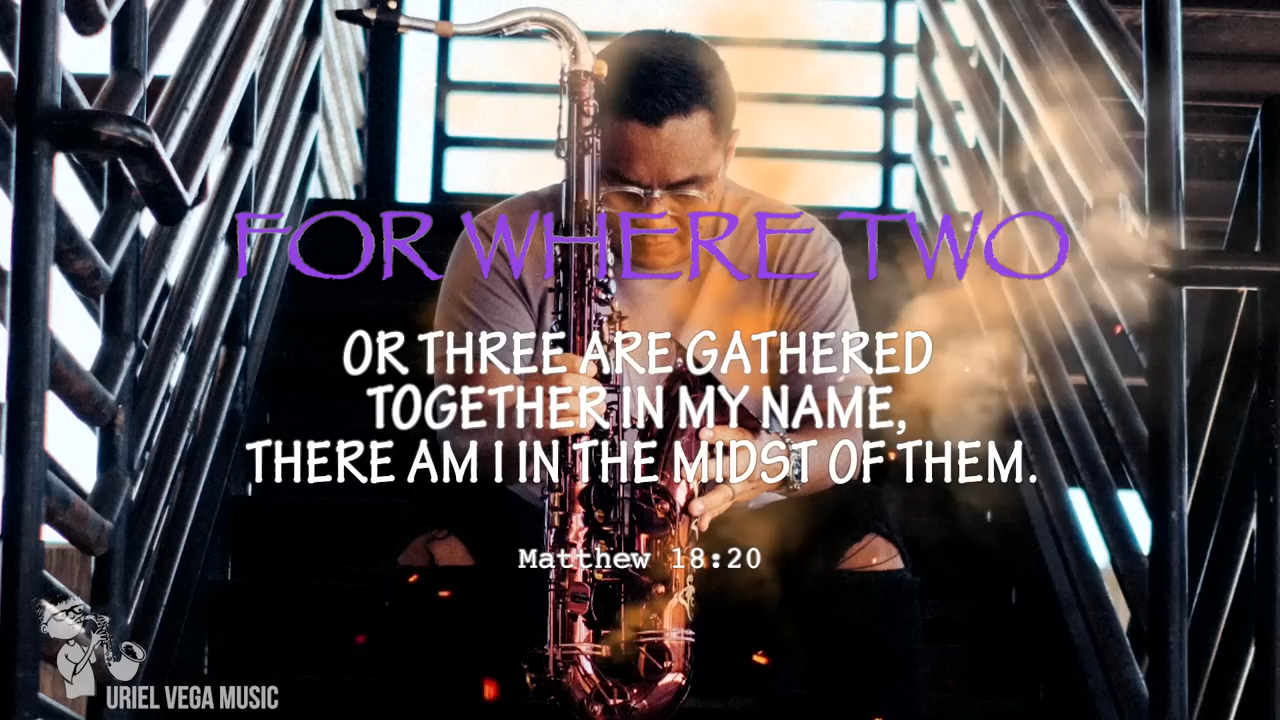 FOR WHERE TWO
OR THREE ARE GATHERED
TOGETHER IN MY NAME,
THERE AM I IN THE MIDST OF THEM.
Matthew 18:20
URIEL VEGA MUSIC